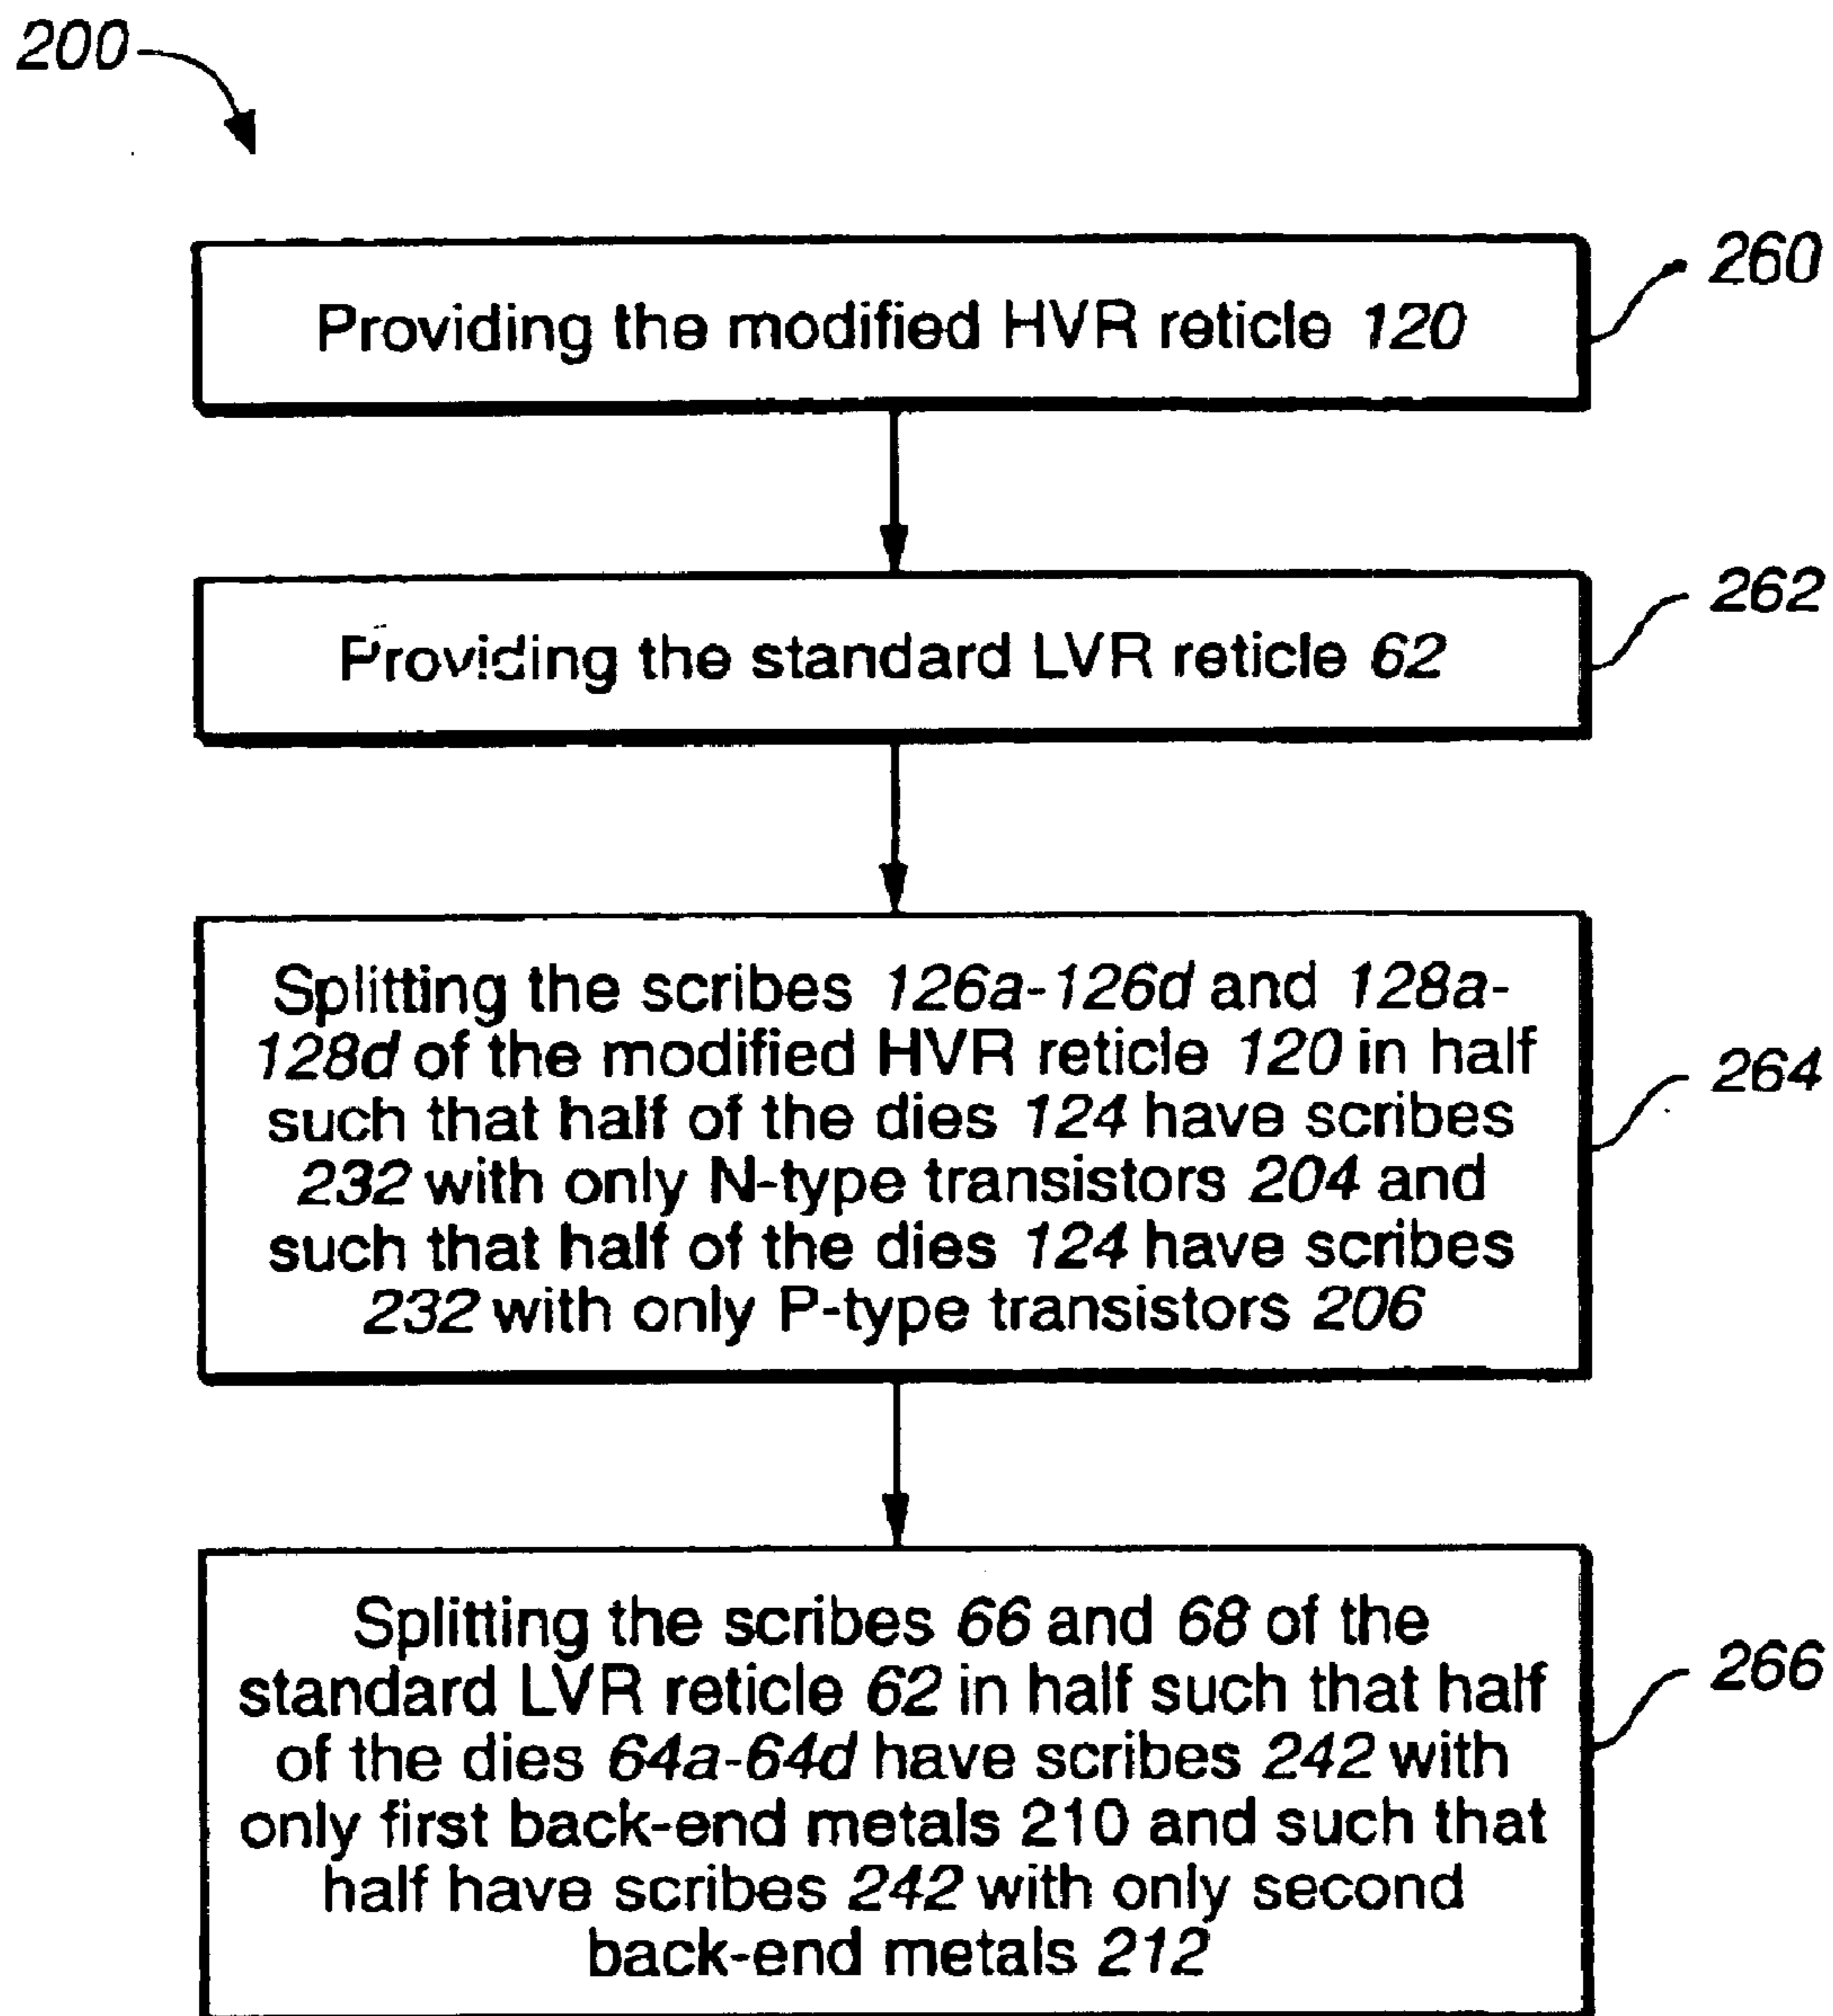 200
260
Providing the modified HVR reticle 120
262
Providing the standard LVR reticle 62
Splitting the scribes 126a-126d and 128a-
128d of the modified HVR reticle 120 in half
such that half of the dies 124 have scribes
232 with only N-type transistors 204 and
such that half of the dies 124 have scribes
232 with only P-type transistors 206
264
Splitting the scribes 66 and 68 of the
standard LVR reticle 62 in half such that half
of the dies 64a-64d have scribes 242 with
only first back-end metals 210 and such that
half have scribes 242 with only second
back-end metals 212
266